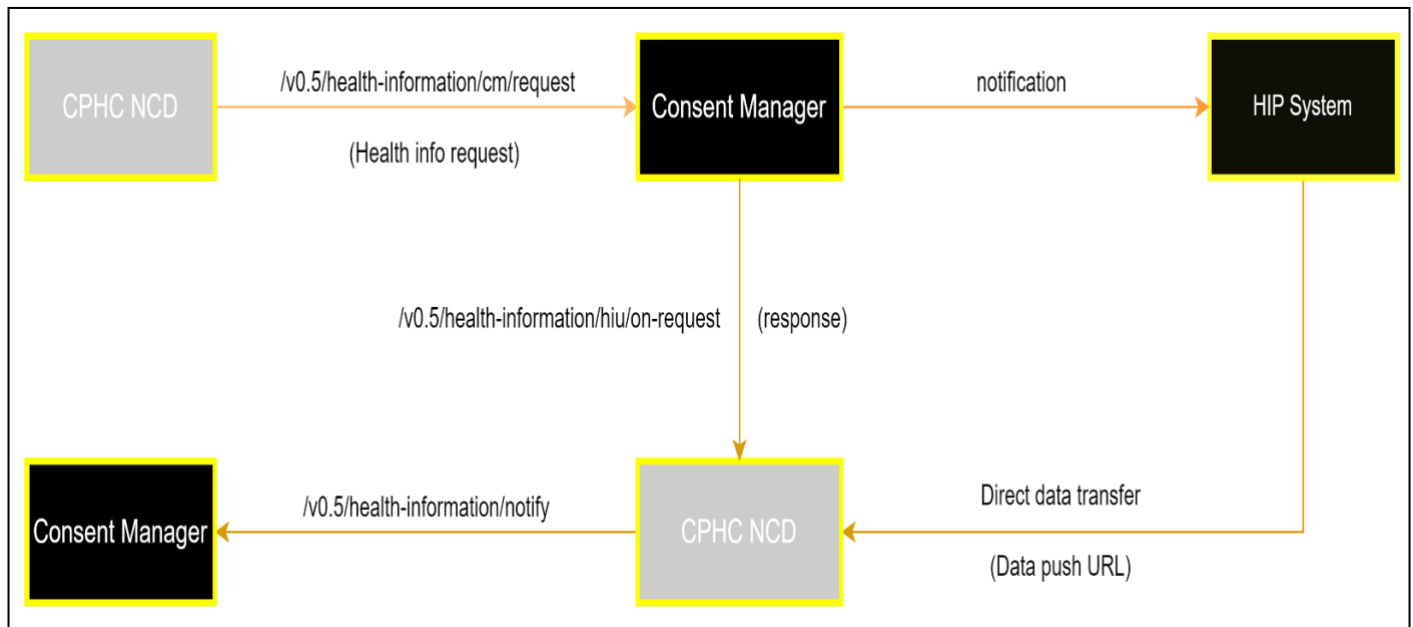 CPHC NCD
/v0.5/health-information/cm/request
(Health info request)
Consent Manager
notification
HIP System
/v0.5/health-information/hiu/on-request
(response)
Consent Manager
/v0.5/health-information/notify
CPHC NCD
Direct data transfer
(Data push URL)